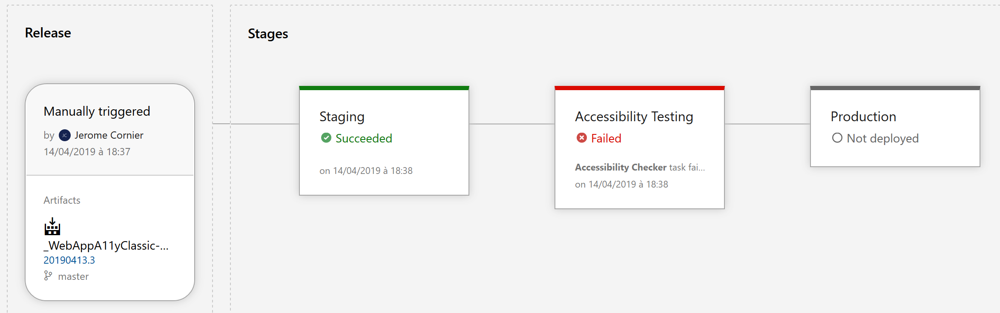 Release
Manually triggered
by JC Jerome Cornier
14/04/2019 à 18:37
Artifacts
_WebAppA11yClassic-...
20190413.3
master
Stages
Staging
Succeeded
on 14/04/2019 à 18:38
Accessibility Testing
Failed
Accessibility Checker task fai...
on 14/04/2019 à 18:38
Production
Not deployed